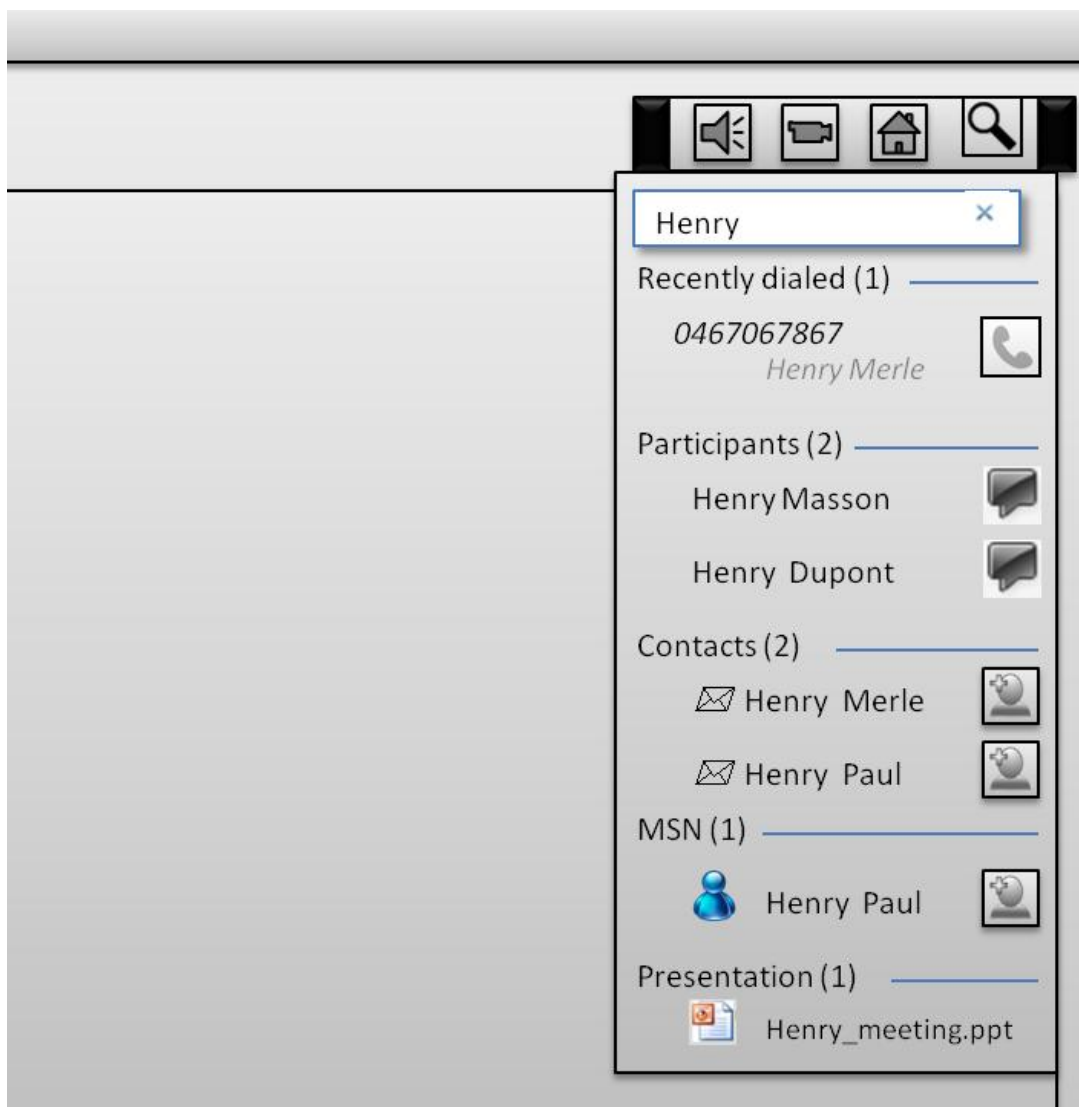 Henry
Recently dialed (1)
0467067867
Henry Merle
Participants (2)
Henry Masson
Henry Dupont
Contacts (2)
Henry Merle
Henry Paul
MSN (1)
Henry Paul
Presentation (1)
Henry_meeting.ppt